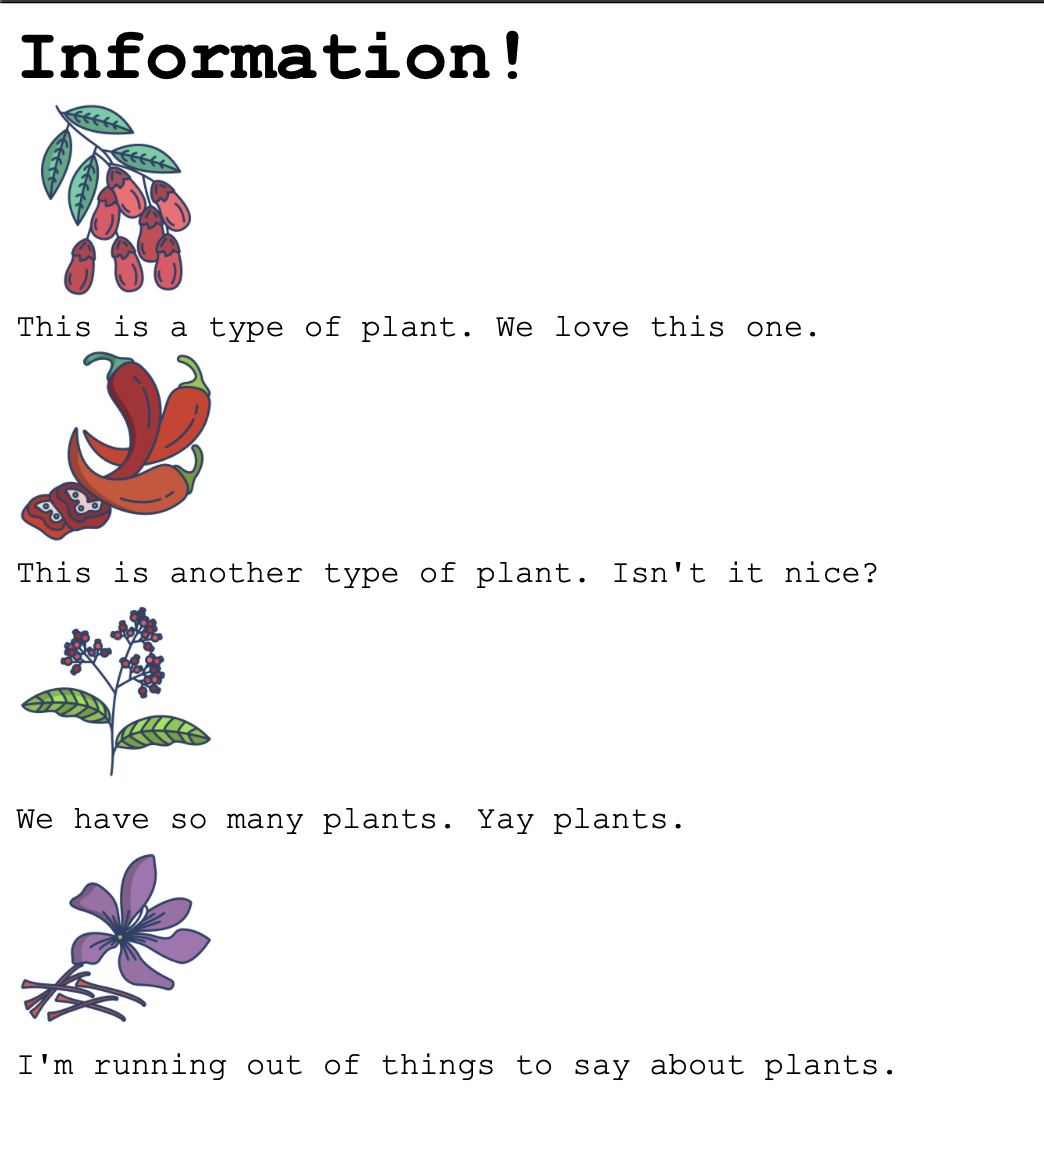 Information!
This is a type of plant. We love this one.
This is another type of plant. Isn't it nice?
We have so many plants. Yay plants.
I'm running out of things to say about plants.